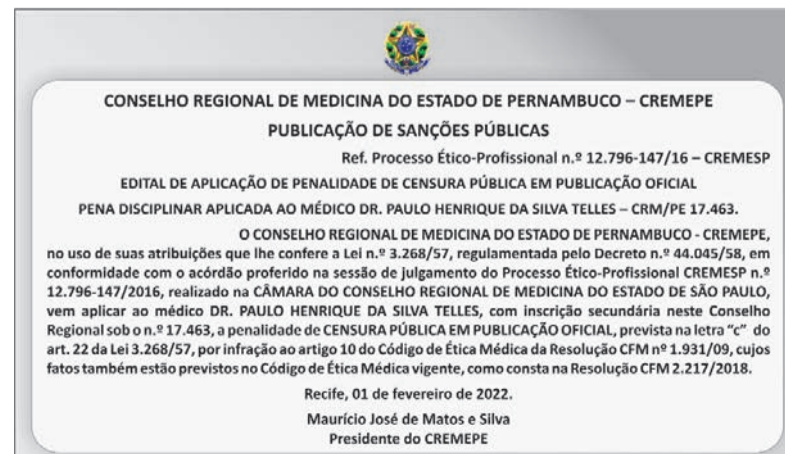 CONSELHO REGIONAL DE MEDICINA DO ESTADO DE PERNAMBUCO – CREMEPE
PUBLICAÇÃO DE SANÇÕES PÚBLICAS
Ref. Processo Ético-Profissional n.º 12.796-147/16 – CREMESP
EDITAL DE APLICAÇÃO DE PENALIDADE DE CENSURA PÚBLICA EM PUBLICAÇÃO OFICIAL
PENA DISCIPLINAR APLICADA AO MÉDICO DR. PAULO HENRIQUE DA SILVA TELLES – CRM/PE 17.463.
O CONSELHO REGIONAL DE MEDICINA DO ESTADO DE PERNAMBUCO - CREMEPE,
no uso de suas atribuições que lhe confere a Lei n.º 3.268/57, regulamentada pelo Decreto n.º 44.045/58, em
conformidade com o acórdão proferido na sessão de julgamento do Processo Ético-Profissional CREMESP n.º
12.796-147/2016, realizado na CÂMARA DO CONSELHO REGIONAL DE MEDICINA DO ESTADO DE SÃO PAULO,
vem aplicar ao médico DR. PAULO HENRIQUE DA SILVA TELLES, com inscrição secundária neste Conselho
Regional sob o n.º 17.463, a penalidade de CENSURA PÚBLICA EM PUBLICAÇÃO OFICIAL, prevista na letra “c” do
art. 22 da Lei 3.268/57, por infração ao artigo 10 do Código de Ética Médica da Resolução CFM nº 1.931/09, cujos
fatos também estão previstos no Código de Ética Médica vigente, como consta na Resolução CFM 2.217/2018.
Recife, 01 de fevereiro de 2022.
Maurício José de Matos e Silva
Presidente do CREMEPE